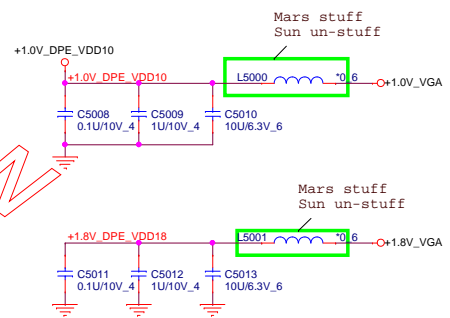 Mars stuff
Sun un-stuff
+1.0V_DPE_VDD10
+1.0V_DPE_VDD10
L5000
*0_6
+1.0V_VGA
C5008
0.1U/10V_4
C5009
1U/10V_4
C5010
10U/6.3V_6
Mars stuff
Sun un-stuff
+1.8V_DPE_VDD18
L5001
*0_6
+1.8V_VGA
C5011
0.1U/10V_4
C5012
1U/10V_4
C5013
10U/6.3V_6